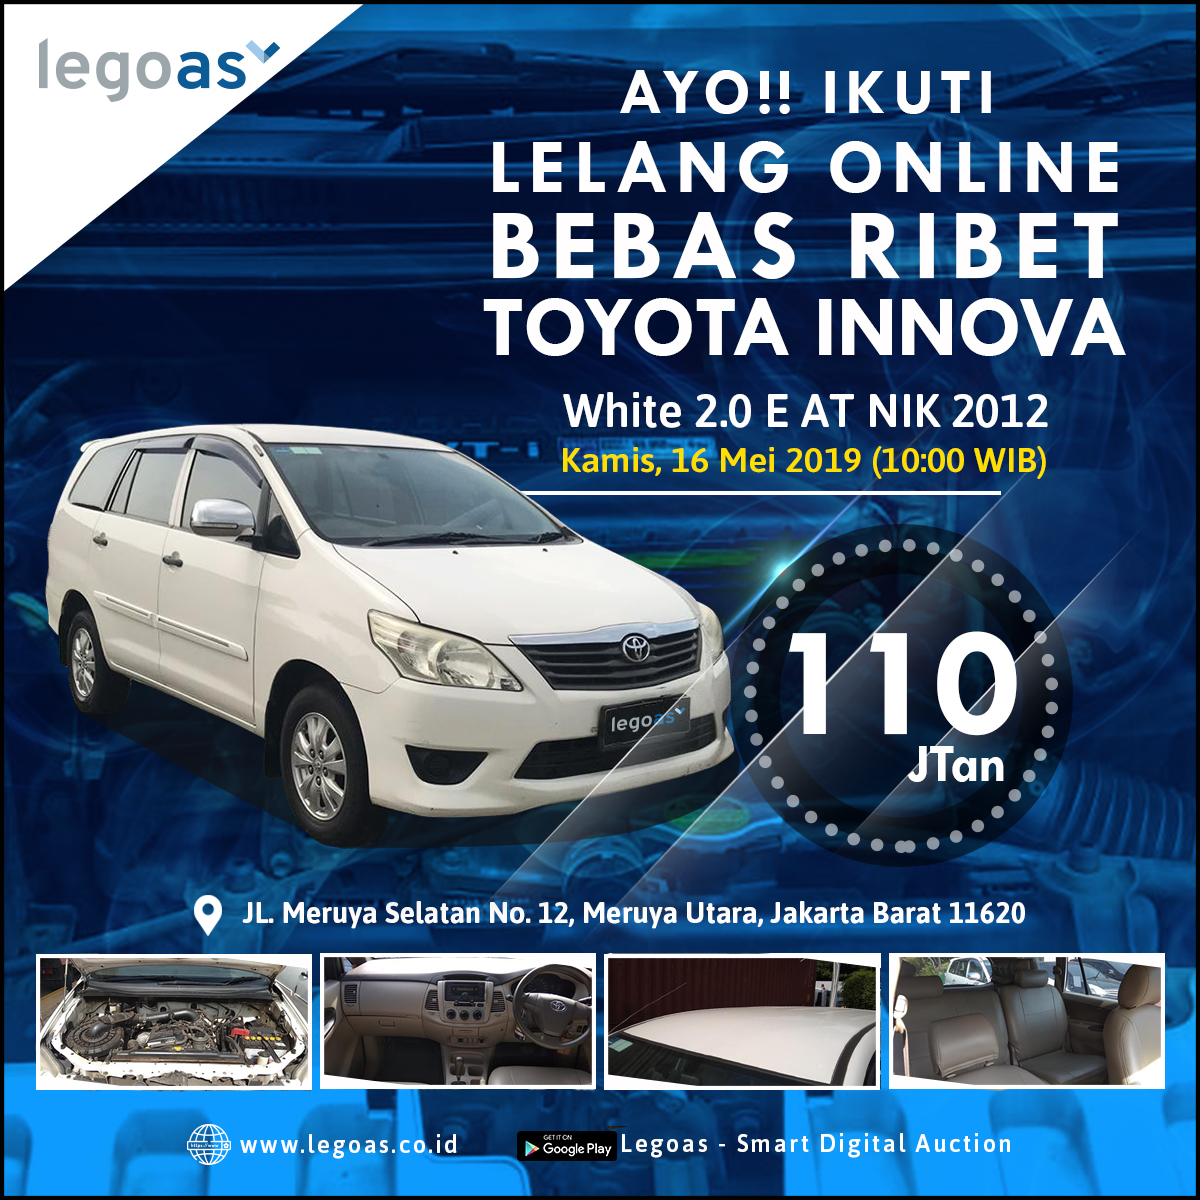 legoas
AYO!! IKUTI
LELANG ONLINE
BEBAS RIBET
TOYOTA INNOVA
White 2.0 E AT NIK 2012
Kamis, 16 Mei 2019 (10:00 WIB)
legoas
110
JTan
JL. Meruya Selatan No. 12, Meruya Utara, Jakarta Barat 11620
www.legoas.co.id
GET IT ON
Google Play
Legoas - Smart Digital Auction